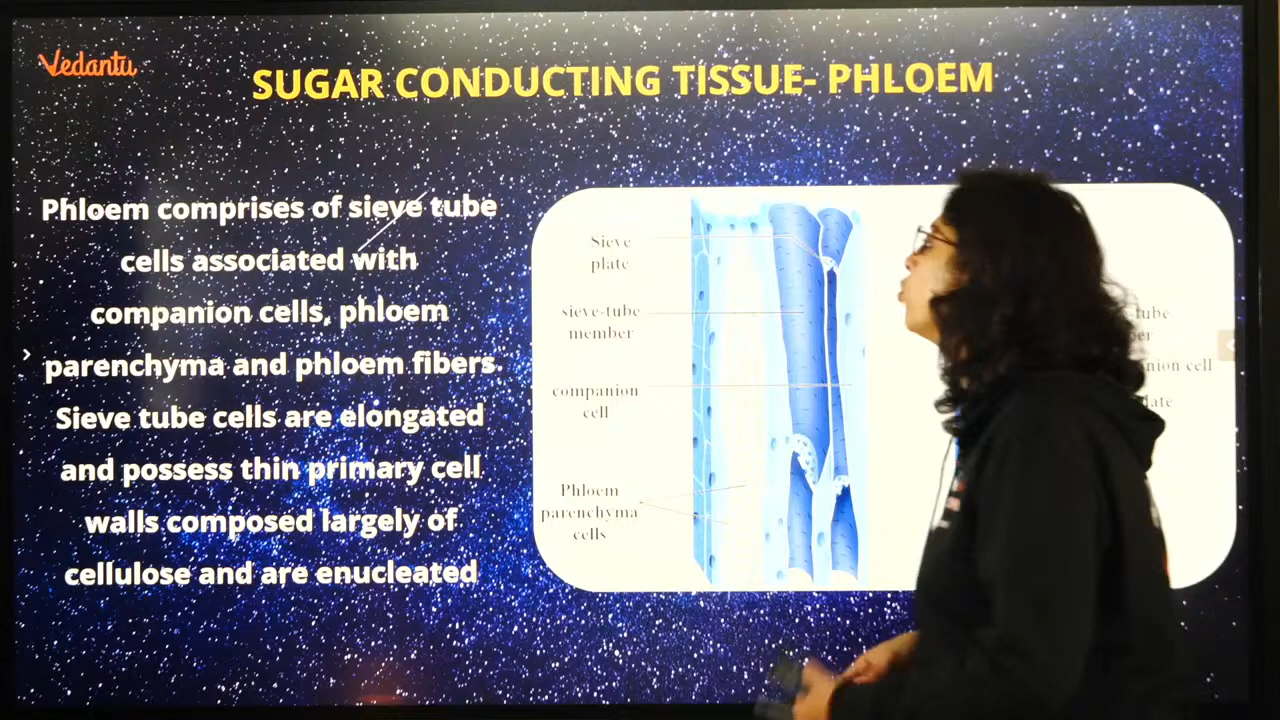 Vedantu
SUGAR CONDUCTING TISSUE- PHLOEM
Phloem comprises of sieve tube
cells associated with
companion cells, phloem
parenchyma and phloem fibers.
Sieve tube cells are elongated
and possess thin primary cell
walls composed largely of
cellulose and are enucleated
Sieve
plate
sieve-tube
member
companion
cell
Phloem
parenchyma
cells
cell